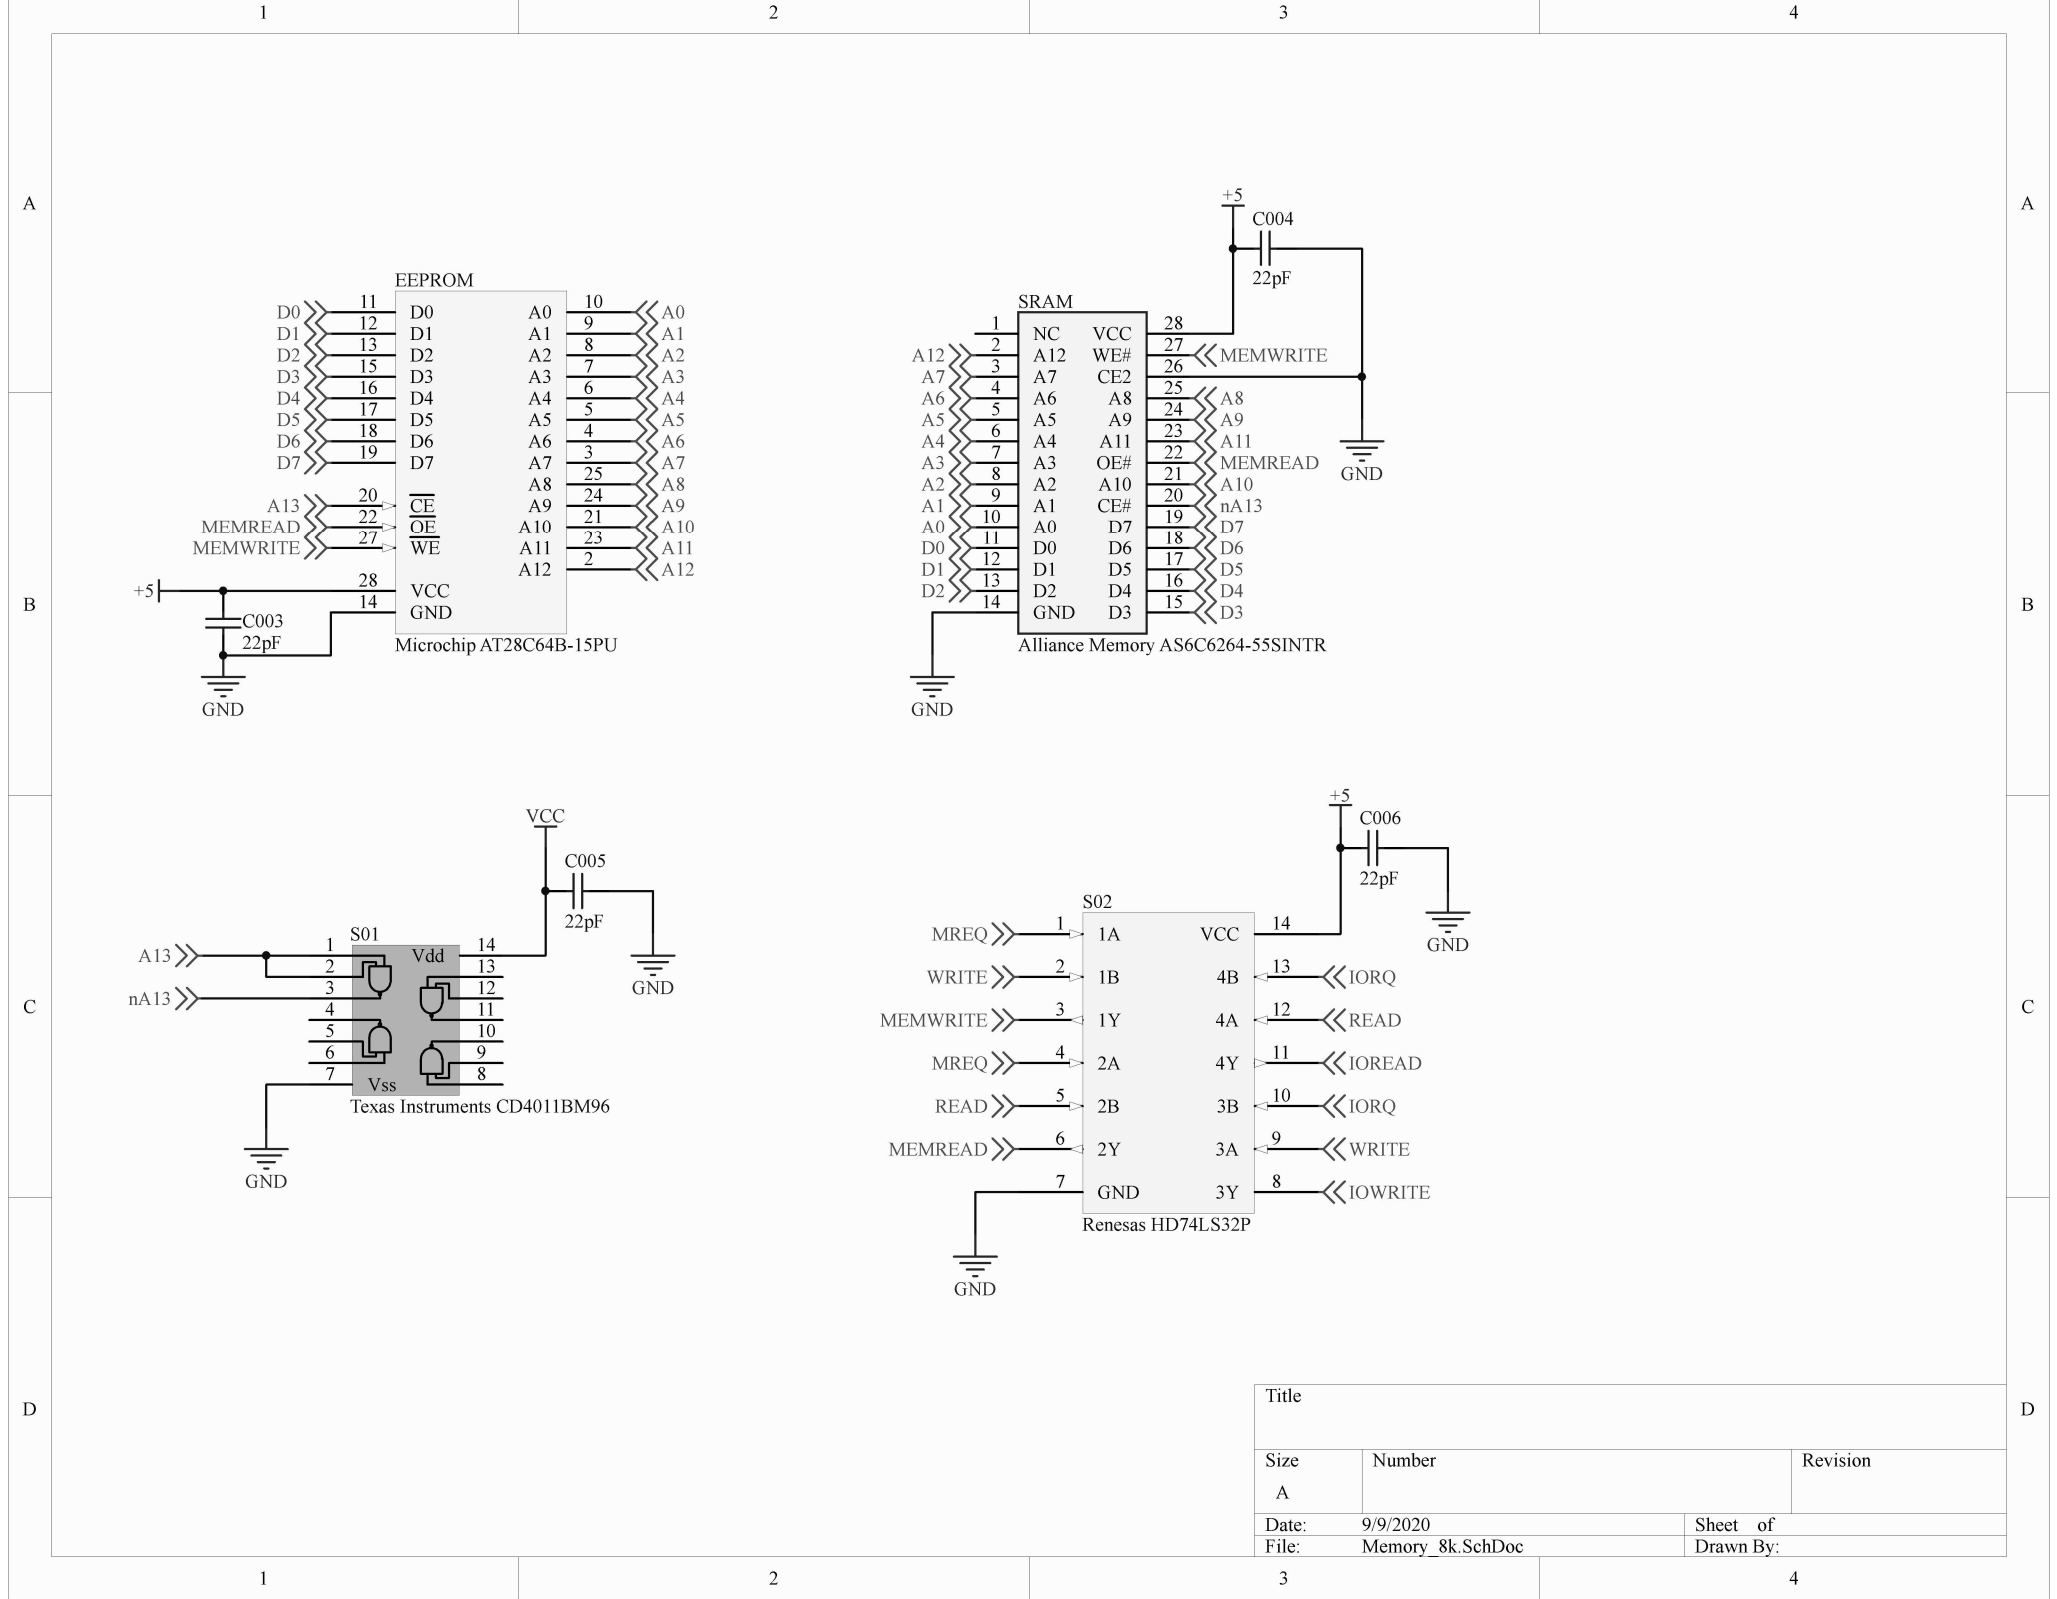 1 2 3 4
A A
+5
C004
22pF
EEPROM
D0 11 D0 A0 10 A0
D1 12 D1 A1 9 A1
D2 13 D2 A2 8 A2
D3 15 D3 A3 7 A3
D4 16 D4 A4 6 A4
D5 17 D5 A5 5 A5
D6 18 D6 A6 4 A6
D7 19 D7 A7 3 A7
A8 25 A8
A13 20 CE A9 24 A9
MEMREAD 22 OE A10 21 A10
MEMWRITE 27 WE A11 23 A11
A12 2 A12
+5 28 VCC
14 GND
C003
22pF
Microchip AT28C64B-15PU
GND
SRAM
1 NC VCC 28
A12 2 A12 WE# 27 MEMWRITE
A7 3 A7 CE2 26
A6 4 A6 A8 25 A8
A5 5 A5 A9 24 A9
A4 6 A4 A11 23 A11
A3 7 A3 OE# 22 MEMREAD
A2 8 A2 A10 21 A10
A1 9 A1 CE# 20 nA13
A0 10 A0 D7 19 D7
D0 11 D0 D6 18 D6
D1 12 D1 D5 17 D5
D2 13 D2 D4 16 D4
14 GND D3 15 D3
GND
Alliance Memory AS6C6264-55SINTR
GND
B B
VCC
C005
22pF
S01
A13 1 Vdd 14
2 13
nA13 3 12
4 11
5 10
6 9
7 Vss 8
Texas Instruments CD4011BM96
GND
GND
+5
C006
22pF
S02
MREQ 1 1A VCC 14
GND
WRITE 2 1B 4B 13 IORQ
MEMWRITE 3 1Y 4A 12 READ
MREQ 4 2A 4Y 11 IOREAD
READ 5 2B 3B 10 IORQ
MEMREAD 6 2Y 3A 9 WRITE
7 GND 3Y 8 IOWRITE
Renesas HD74LS32P
GND
C C
D D
Title
Size Number Revision
A
Date: 9/9/2020 Sheet of
File: Memory_8k.SchDoc Drawn By:
1 2 3 4